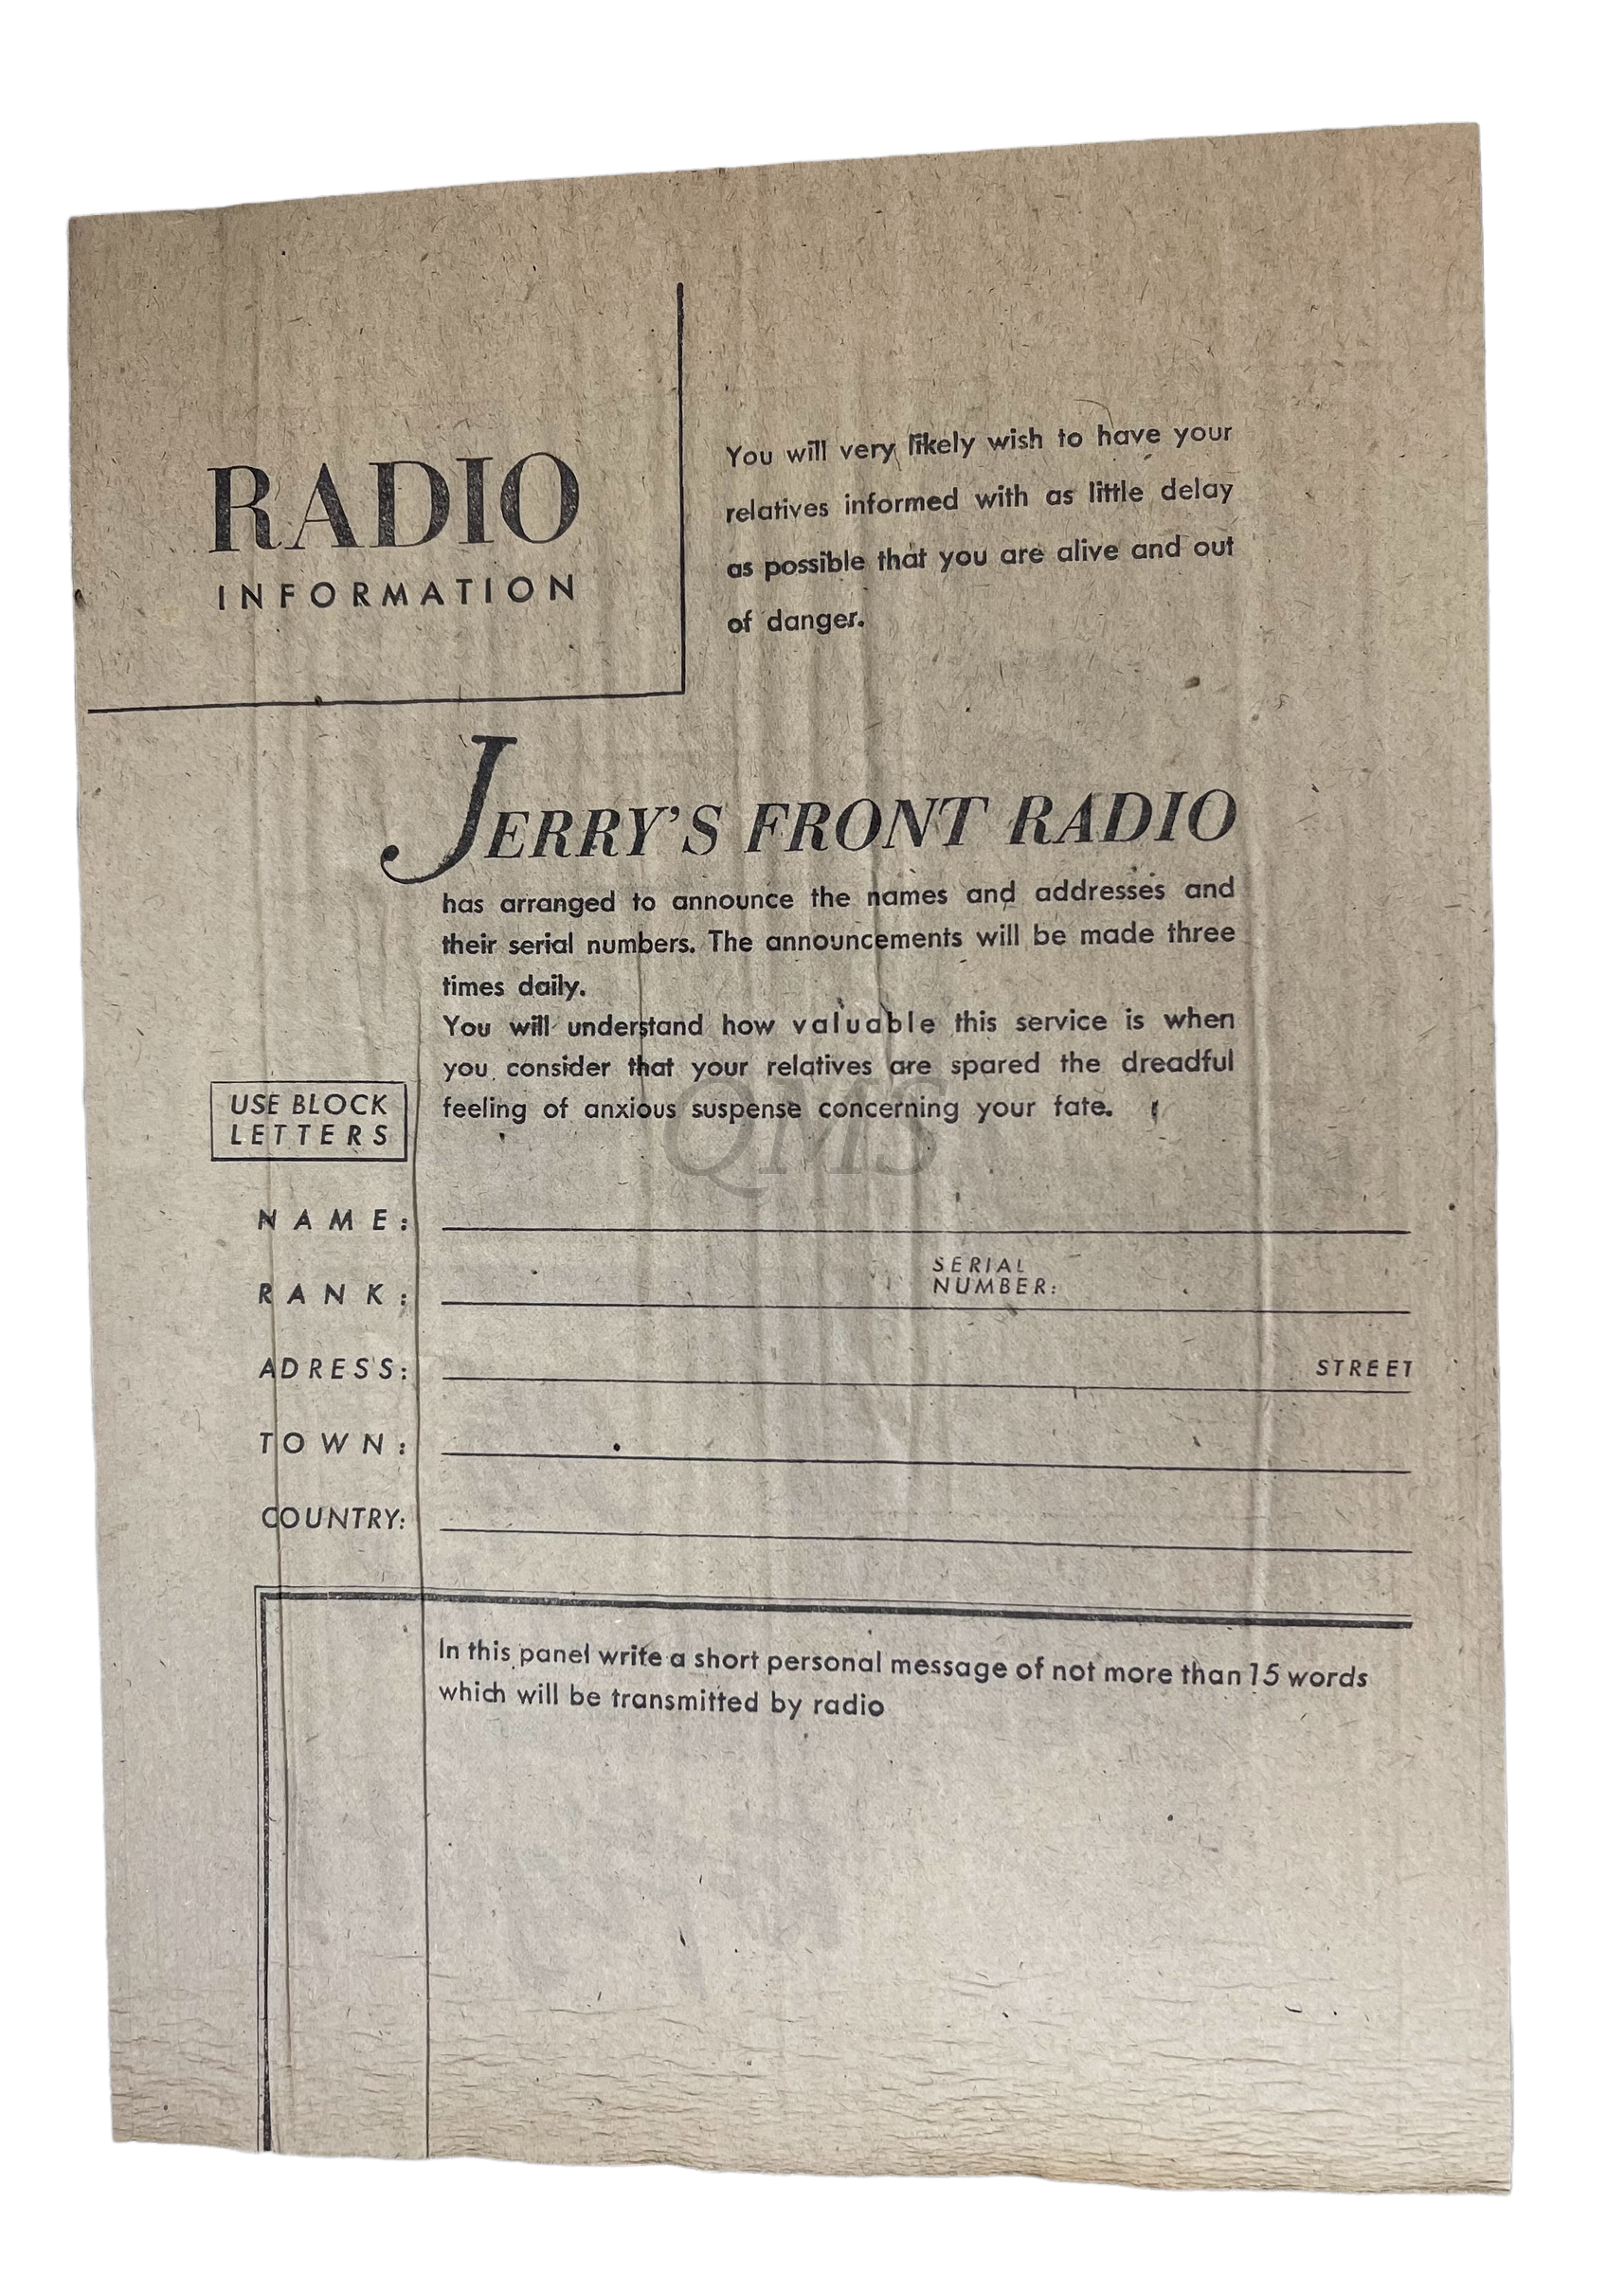 RADIO
INFORMATION
You will very likely wish to have your
relatives informed with as little delay
as possible that you are alive and out
of danger.
JERRY'S FRONT RADIO
has arranged to announce the names and addresses and
their serial numbers. The announcements will be made three
times daily.
You will understand how valuable this service is when
you consider that your relatives are spared the dreadful
feeling of anxious suspense concerning your fate.
USE BLOCK
LETTERS
QMS
NAME:
RANK:
SERIAL
NUMBER:
ADRESS:
STREET
TOWN:
COUNTRY:
In this panel write a short personal message of not more than 15 words
which will be transmitted by radio